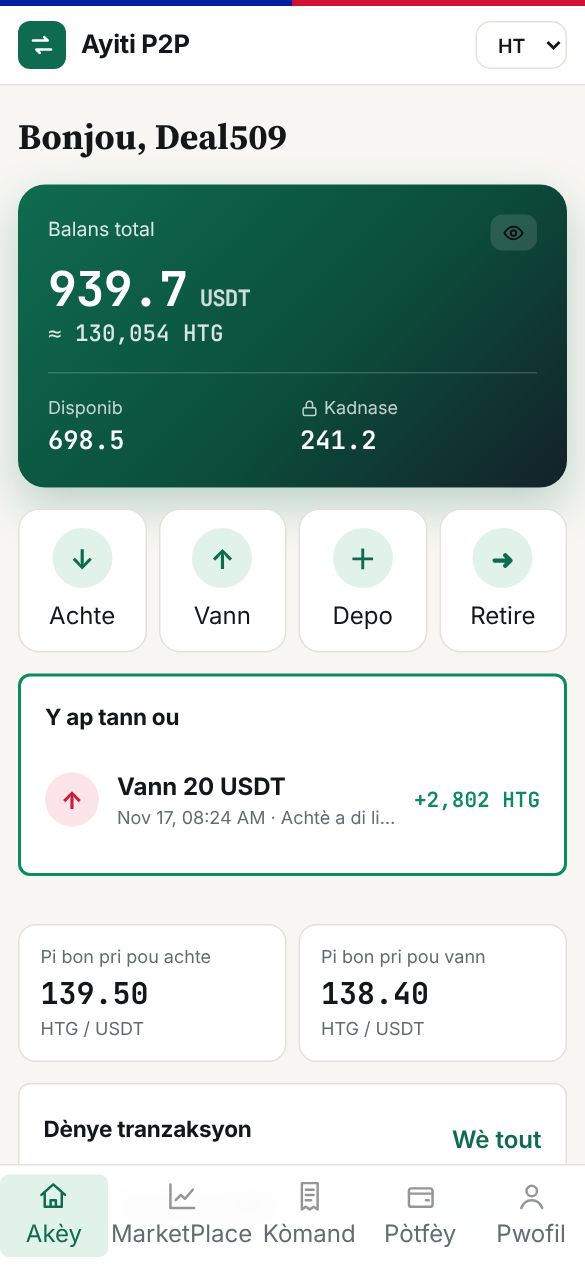 Ayiti P2P
HT
Bonjou, Deal509
Balans total
939.7 USDT
≈ 130,054 HTG
Disponib
Kadnase
698.5
241.2
Achte
Vann
Depo
Retire
Y ap tann ou
Vann 20 USDT
Nov 17, 08:24 AM · Achtè a di li...
+2,802 HTG
Pi bon pri pou achte
139.50
HTG / USDT
Pi bon pri pou vann
138.40
HTG / USDT
Dènye tranzaksyon
Wè tout
Akèy
MarketPlace
Kòmand
Pòtfèy
Pwofil